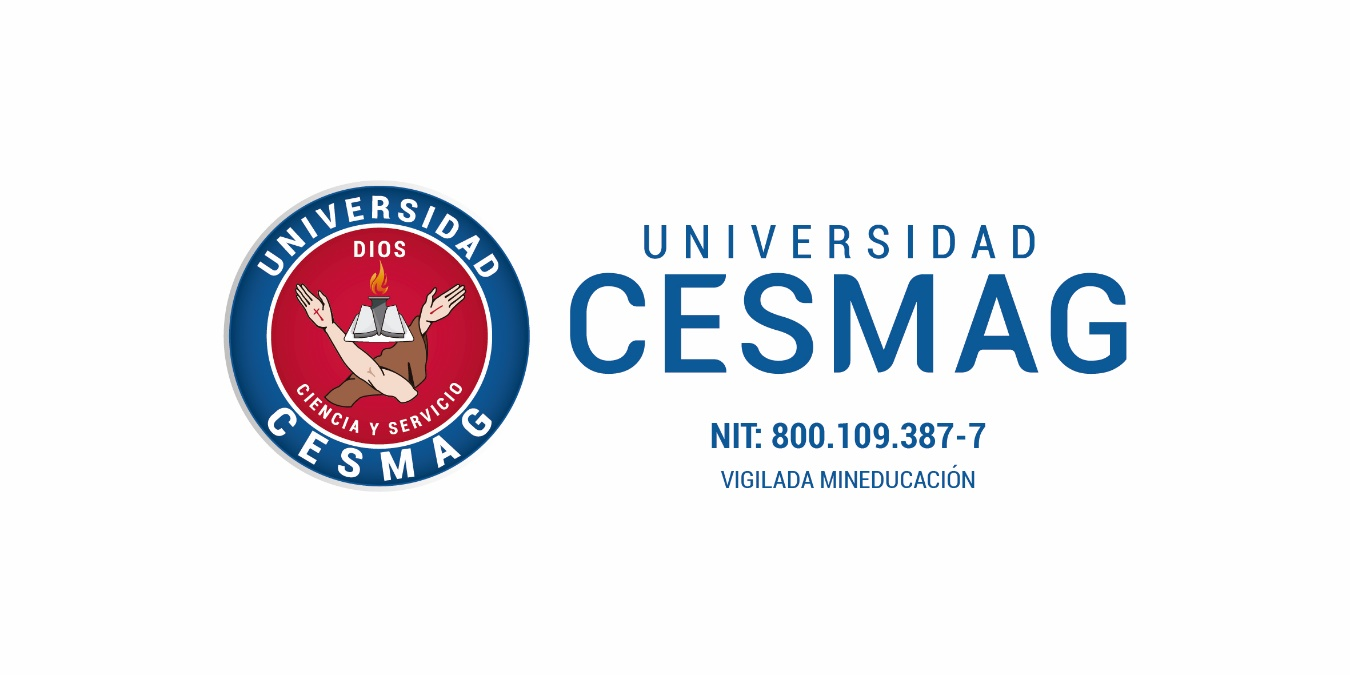 UNIVERSIDAD
DIOS
CIENCIA Y SERVICIO
CESMAG
UNIVERSIDAD
CESMAG
NIT: 800.109.387-7
VIGILADA MINEDUCACIÓN